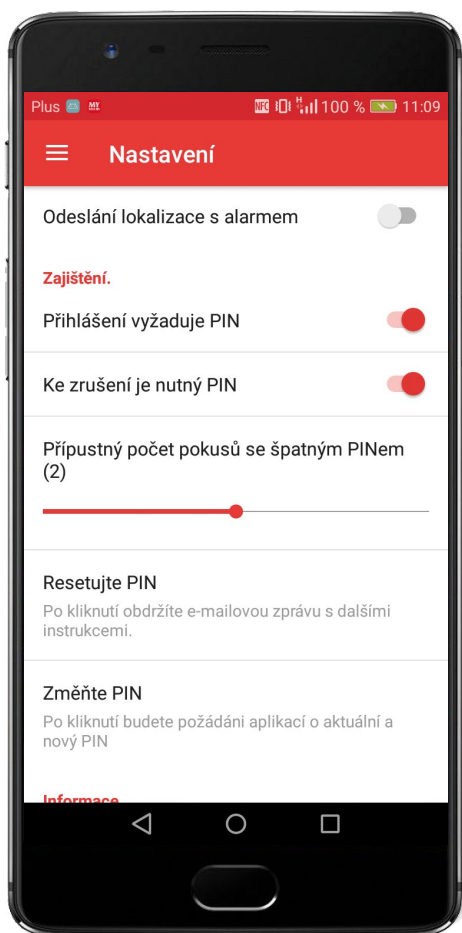 Plus MY NFC H 100 % 11:09
Nastavení
Odeslání lokalizace s alarmem
Zajištění.
Přihlášení vyžaduje PIN
Ke zrušení je nutný PIN
Přípustný počet pokusů se špatným PINem
(2)
Resetujte PIN
Po kliknutí obdržíte e-mailovou zprávu s dalšími
instrukcemi.
Změňte PIN
Po kliknutí budete požádáni aplikací o aktuální a
nový PIN
Informace